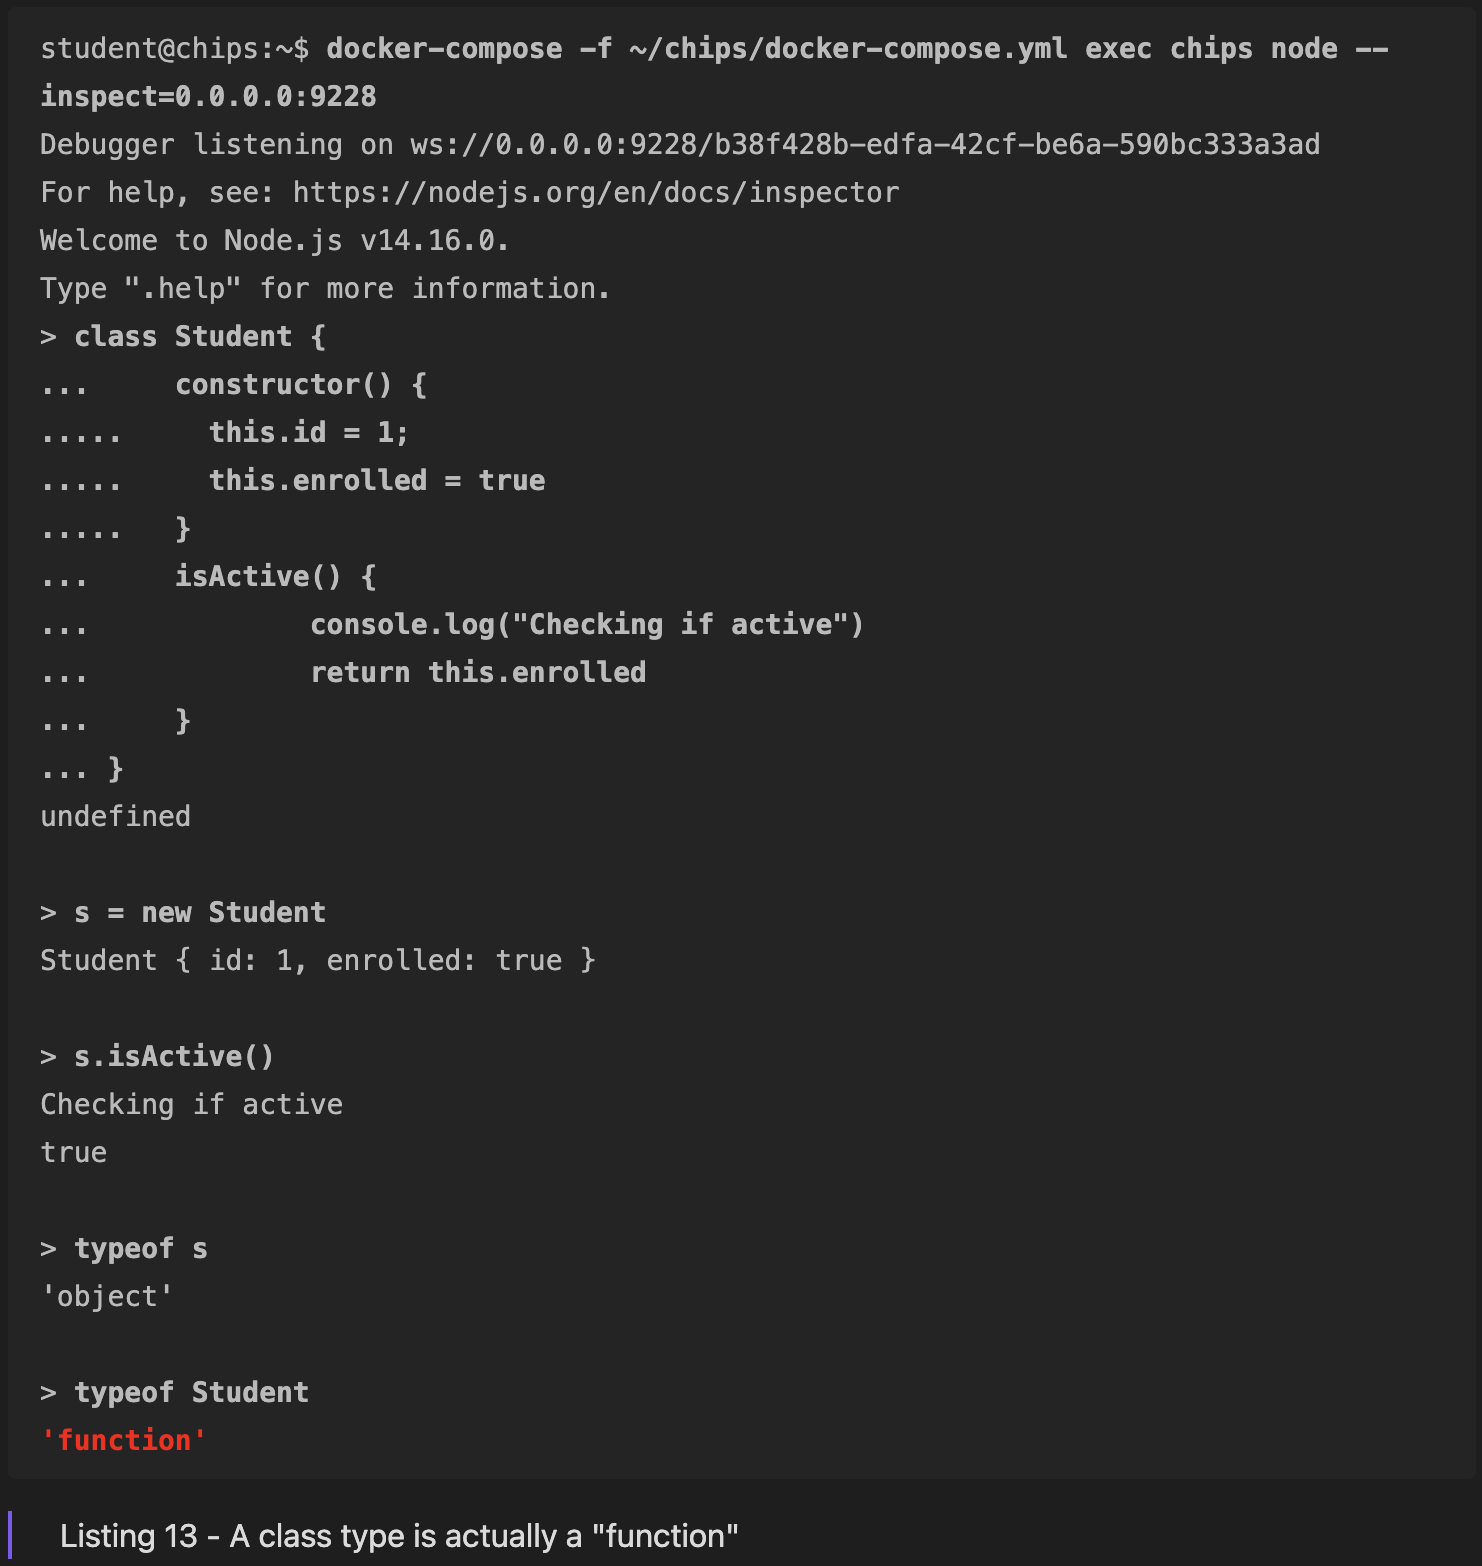 student@chips:~$ docker-compose -f ~/chips/docker-compose.yml exec chips node --
inspect=0.0.0.0:9228
Debugger listening on ws://0.0.0.0:9228/b38f428b-edfa-42cf-be6a-590bc333a3ad
For help, see: https://nodejs.org/en/docs/inspector
Welcome to Node.js v14.16.0.
Type ".help" for more information.
> class Student {
...     constructor() {
.....     this.id = 1;
.....     this.enrolled = true
.....   }
...     isActive() {
...             console.log("Checking if active")
...             return this.enrolled
...     }
... }
undefined
> s = new Student
Student { id: 1, enrolled: true }
> s.isActive()
Checking if active
true
> typeof s
'object'
> typeof Student
'function'
Listing 13 - A class type is actually a "function"